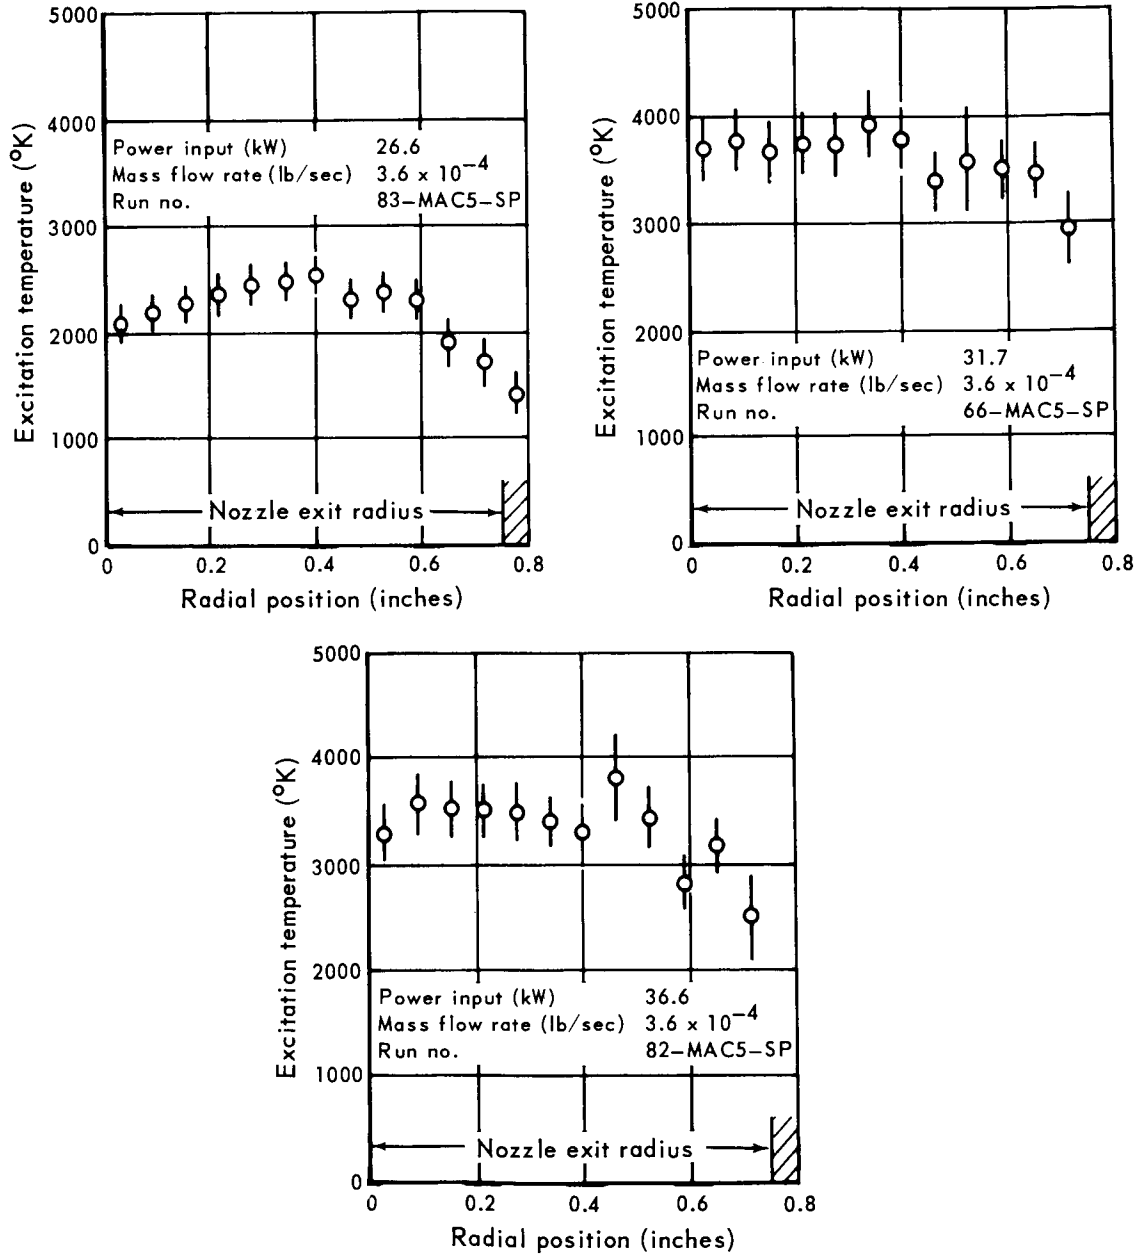 5000
4000
3000
2000
1000
0
Excitation temperature (°K)
Power input (kW) 26.6
Mass flow rate (lb/sec) 3.6 x 10−4
Run no. 83–MAC5–SP
Nozzle exit radius
0 0.2 0.4 0.6 0.8
Radial position (inches)
5000
4000
3000
2000
1000
0
Excitation temperature (°K)
Power input (kW) 31.7
Mass flow rate (lb/sec) 3.6 x 10−4
Run no. 66–MAC5–SP
Nozzle exit radius
0 0.2 0.4 0.6 0.8
Radial position (inches)
5000
4000
3000
2000
1000
0
Excitation temperature (°K)
Power input (kW) 36.6
Mass flow rate (lb/sec) 3.6 x 10−4
Run no. 82–MAC5–SP
Nozzle exit radius
0 0.2 0.4 0.6 0.8
Radial position (inches)